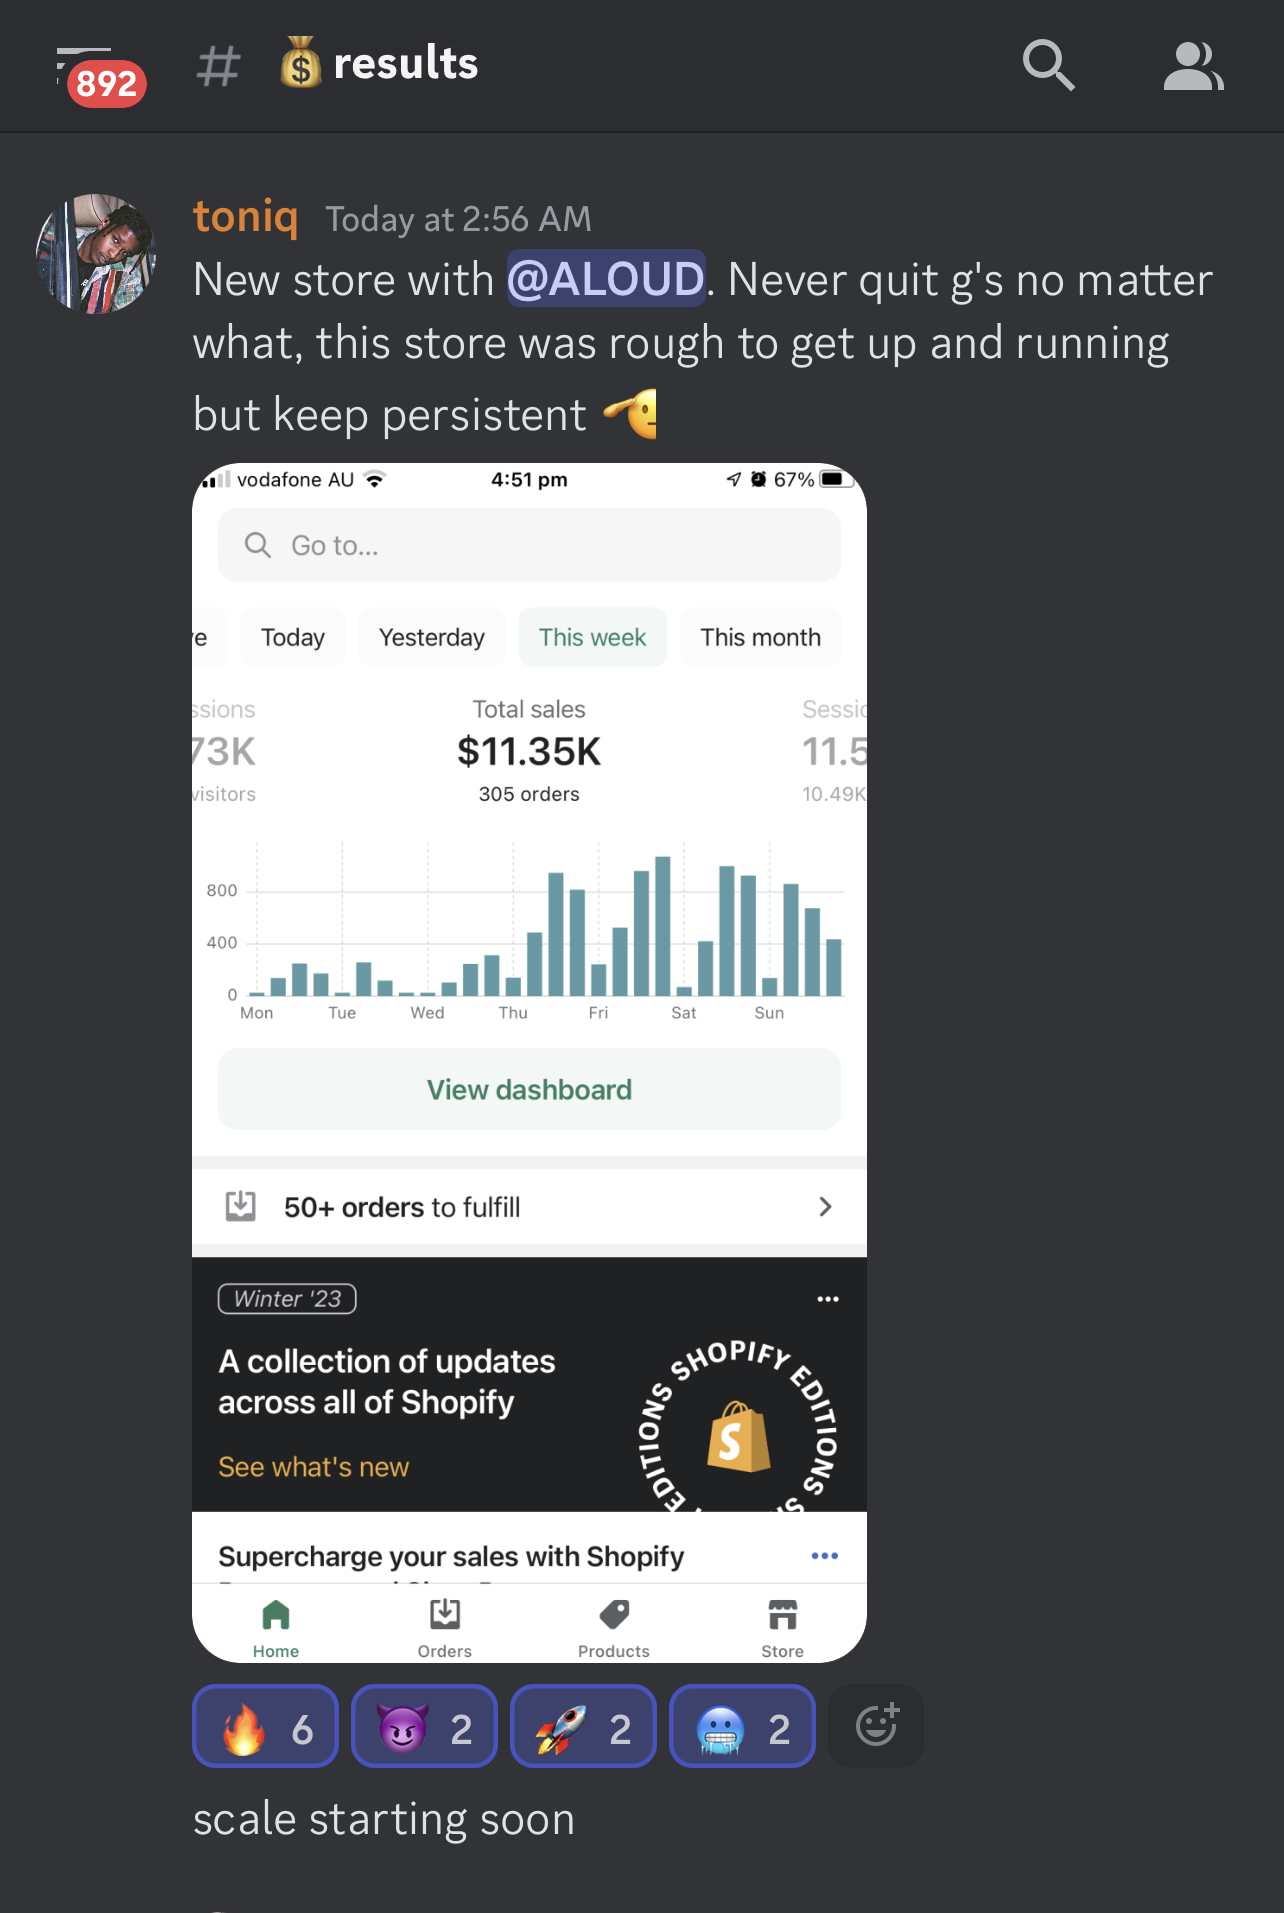 892
# 💰results
toniq Today at 2:56 AM
New store with @ALOUD. Never quit g's no matter
what, this store was rough to get up and running
but keep persistent
vodafone AU 4:51 pm 67%
Go to...
Today Yesterday This week This month
ssions Total sales Sessio
73K $11.35K 11.5
visitors 305 orders 10.49K
800
400
0
Mon Tue Wed Thu Fri Sat Sun
View dashboard
50+ orders to fulfill
Winter '23
A collection of updates
across all of Shopify
See what's new
SHOPIFY EDITIONS
EDITIONS
Supercharge your sales with Shopify
Home Orders Products Store
6 2 2 2
scale starting soon